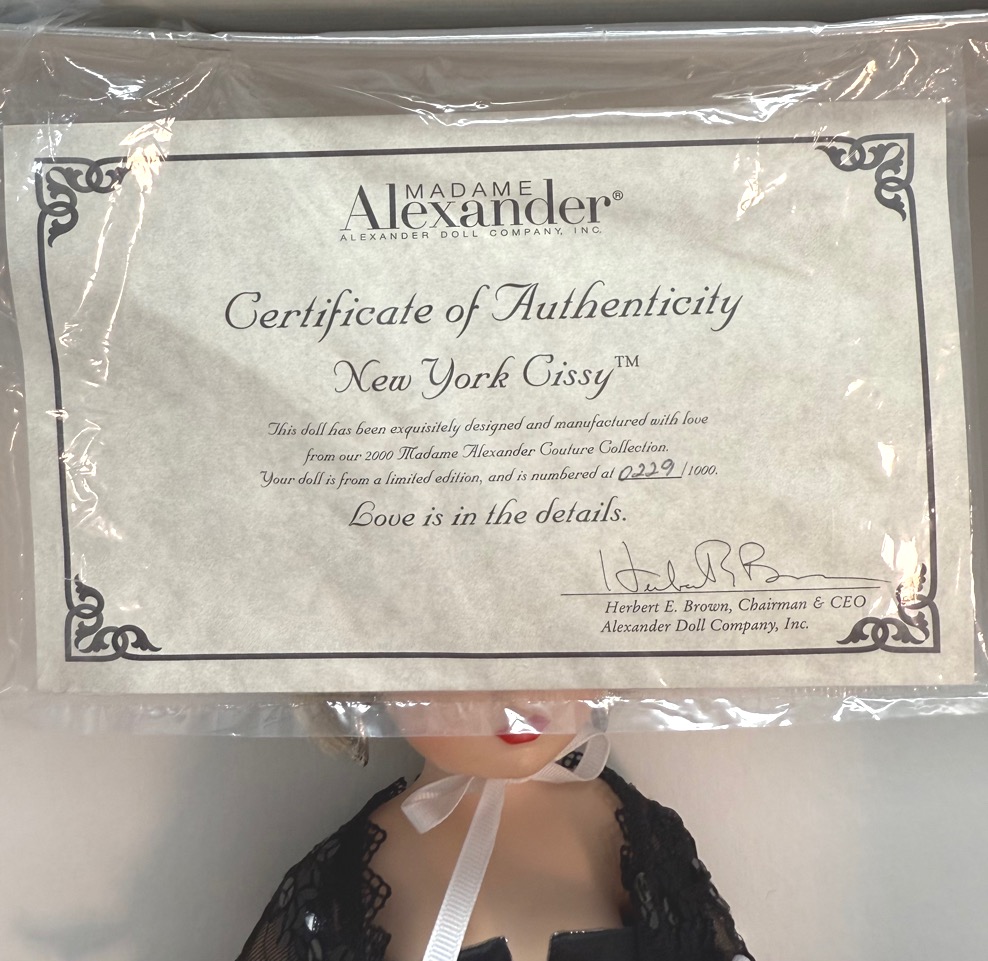 MADAME
Alexander®
ALEXANDER DOLL COMPANY, INC.
Certificate of Authenticity
New York Cissy™
This doll has been exquisitely designed and manufactured with love
from our 2000 Madame Alexander Couture Collection.
Your doll is from a limited edition, and is numbered at 0229/1000.
Love is in the details.
Herbert E. Brown, Chairman & CEO
Alexander Doll Company, Inc.